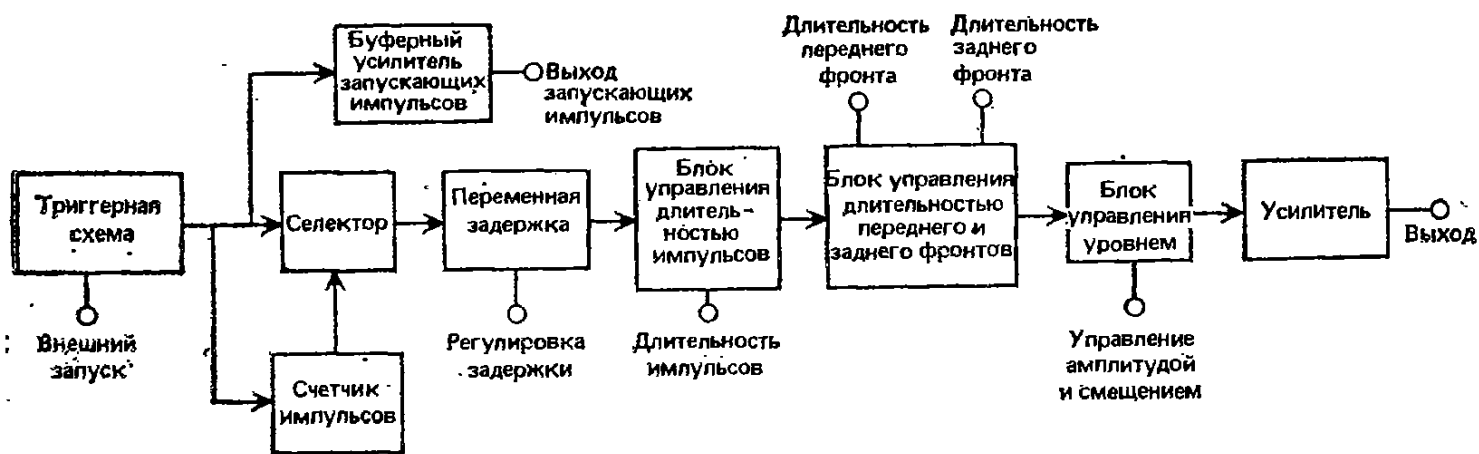 Буферный
усилитель
запускающих
импульсов
Выход
запускающих
импульсов
Длительность
переднего
фронта
Длительность
заднего
фронта
Триггерная
схема
Внешний
запуск
Селектор
Счетчик
импульсов
Переменная
задержка
Регулировка
задержки
Блок
управления
длитель-
ностью
импульсов
Длительность
импульсов
Блок управления
длительностью
переднего и
заднего фронтов
Блок
управления
уровнем
Управление
амплитудой
и смещением
Усилитель
Выход